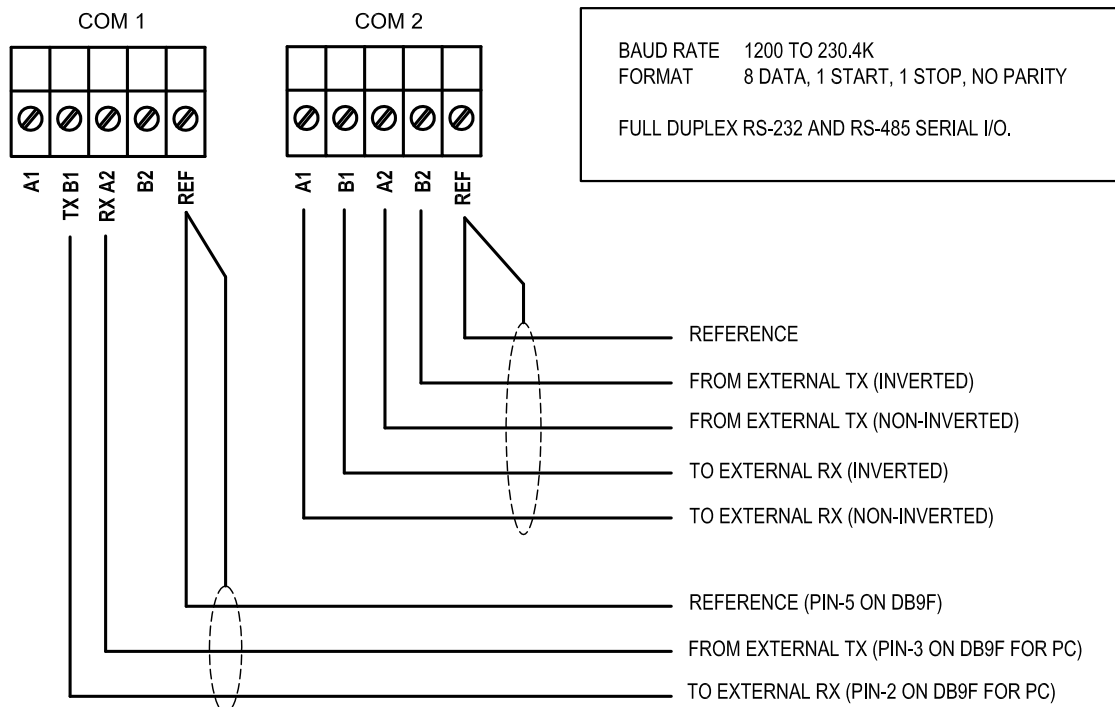 COM 1
COM 2
BAUD RATE 1200 TO 230.4K
FORMAT 8 DATA, 1 START, 1 STOP, NO PARITY
FULL DUPLEX RS-232 AND RS-485 SERIAL I/O.
A1
TX B1
RX A2
B2
REF
A1
B1
A2
B2
REF
REFERENCE
FROM EXTERNAL TX (INVERTED)
FROM EXTERNAL TX (NON-INVERTED)
TO EXTERNAL RX (INVERTED)
TO EXTERNAL RX (NON-INVERTED)
REFERENCE (PIN-5 ON DB9F)
FROM EXTERNAL TX (PIN-3 ON DB9F FOR PC)
TO EXTERNAL RX (PIN-2 ON DB9F FOR PC)